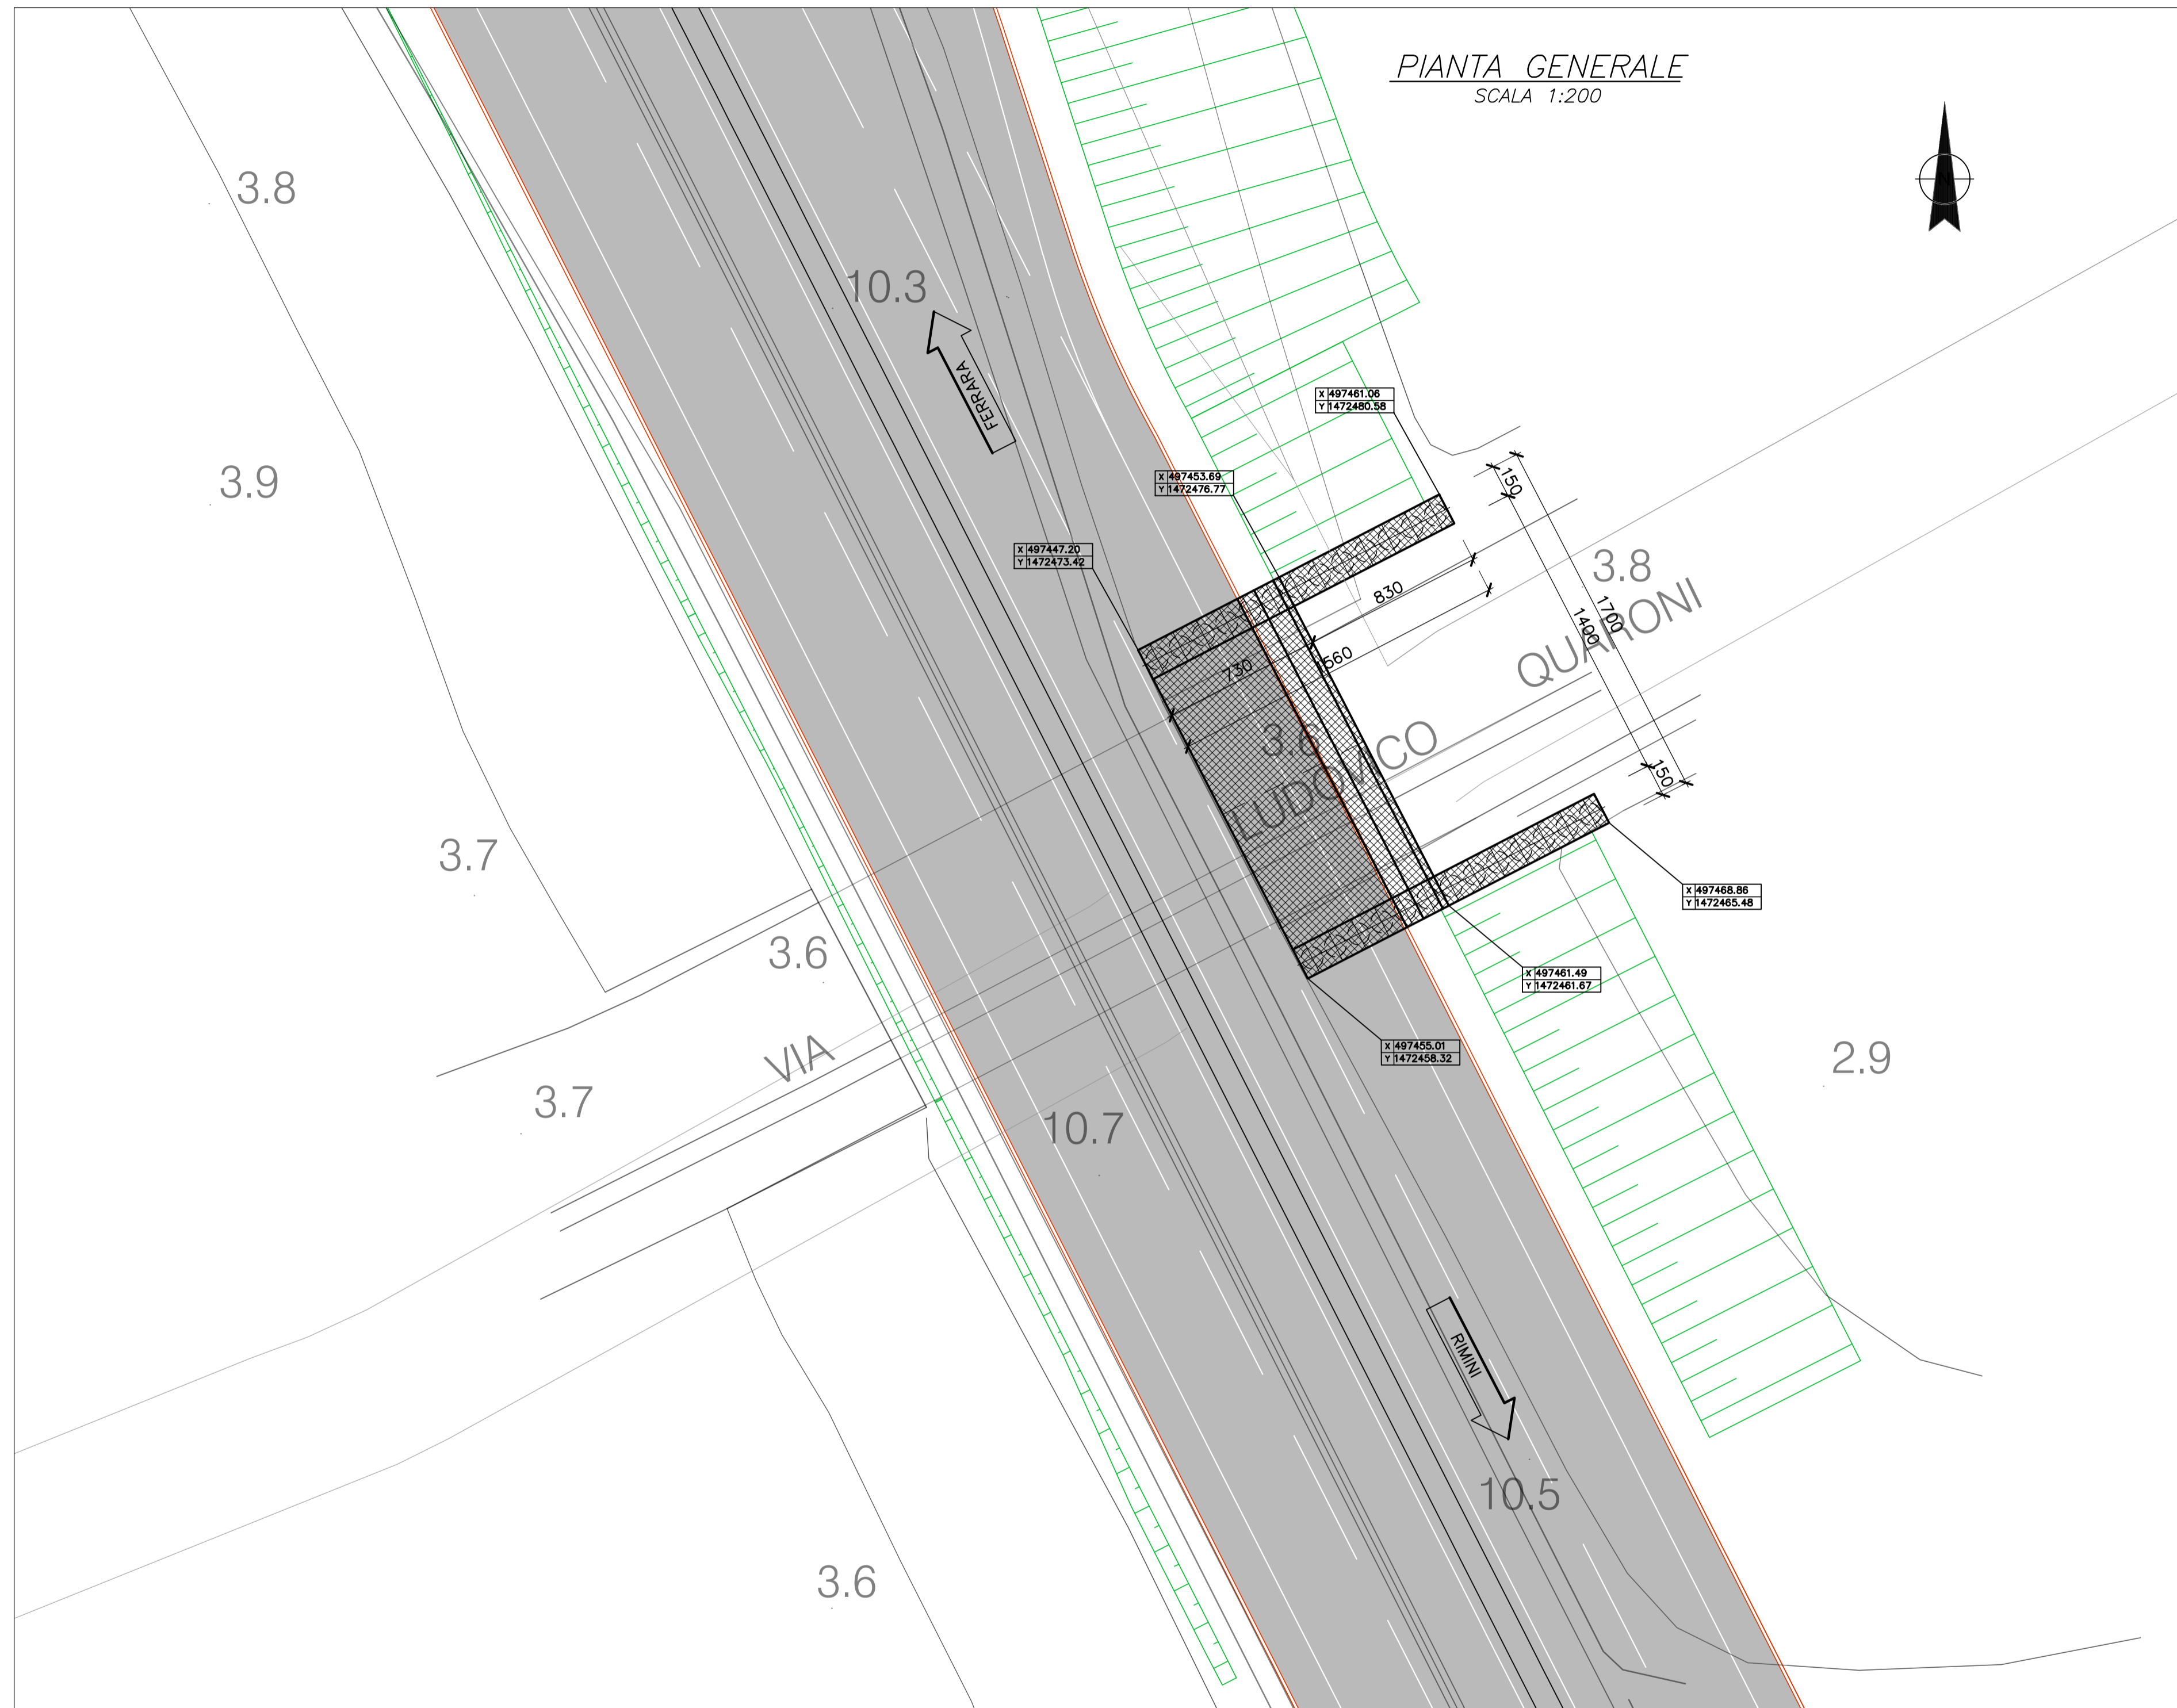 PIANTA GENERALE
SCALA 1:200
N
3.8
10.3
FERRARA
X 497461.06
Y 1472480.58
3.9
X 497453.69
Y 1472476.77
150
X 497447.20
Y 1472473.42
3.8
830
1700
1400
730
1560
3.6
150
3.7
VIA LUDOVICO QUARONI
X 497468.86
Y 1472465.48
3.6
X 497461.49
Y 1472461.67
X 497455.01
Y 1472458.32
2.9
3.7
10.7
RIMINI
10.5
3.6